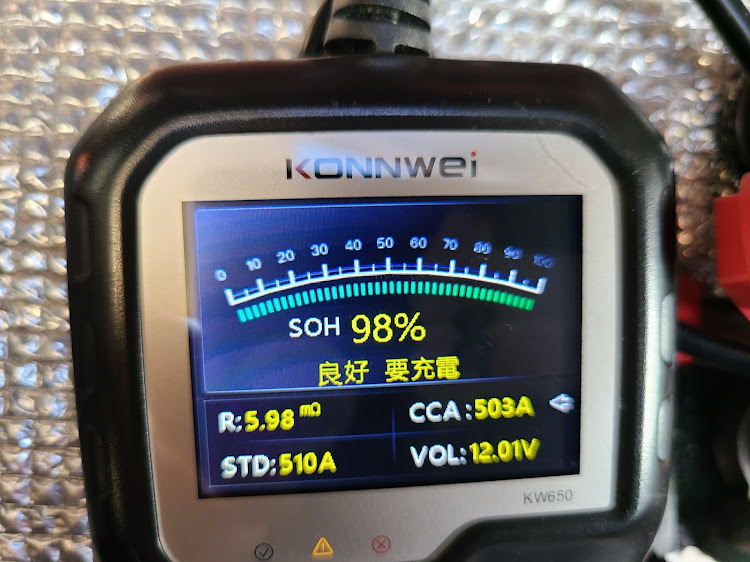 KONNWEI
0 10 20 30 40 50 60 70 80 90 100
SOH 98%
良好 要充電
R:5.98 mΩ
CCA:503A
STD:510A
VOL:12.01V
KW650